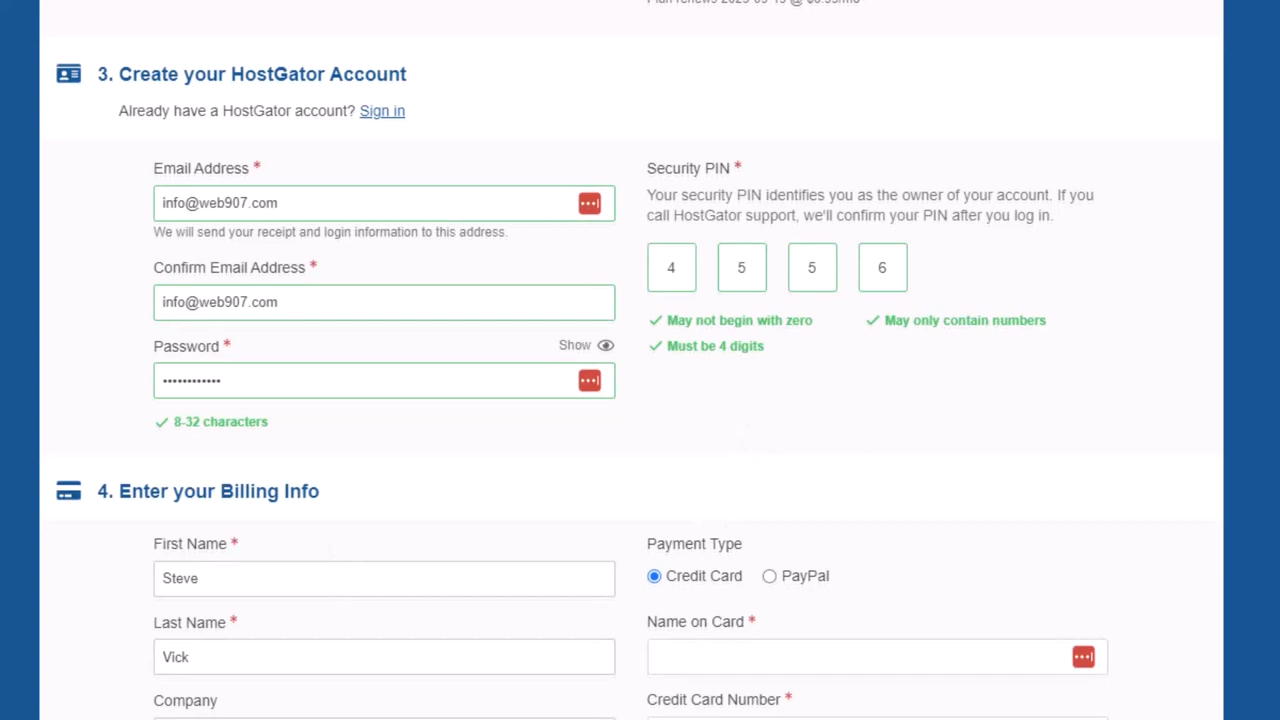 3. Create your HostGator Account
Already have a HostGator account? Sign in
Email Address *
info@web907.com
We will send your receipt and login information to this address.
Confirm Email Address *
info@web907.com
Password *
Show
••••••••••••
8-32 characters
Security PIN *
Your security PIN identifies you as the owner of your account. If you
call HostGator support, we'll confirm your PIN after you log in.
4 5 5 6
May not begin with zero
May only contain numbers
Must be 4 digits
4. Enter your Billing Info
First Name *
Steve
Last Name *
Vick
Company
Payment Type
Credit Card
PayPal
Name on Card *
Credit Card Number *